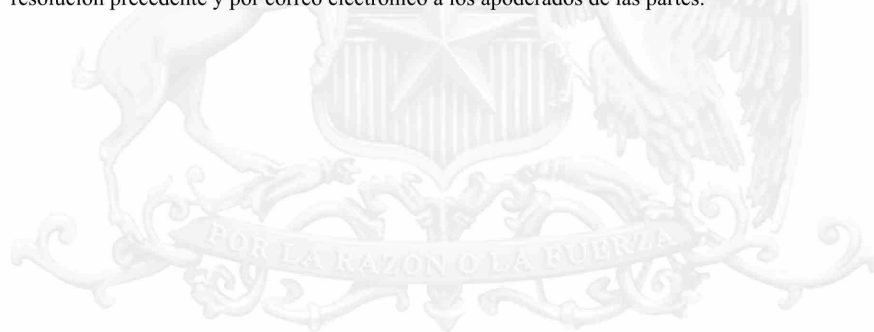 resolución precedente y por correo electrónico a los apoderados de las partes.
POR LA RAZON O LA FUERZA